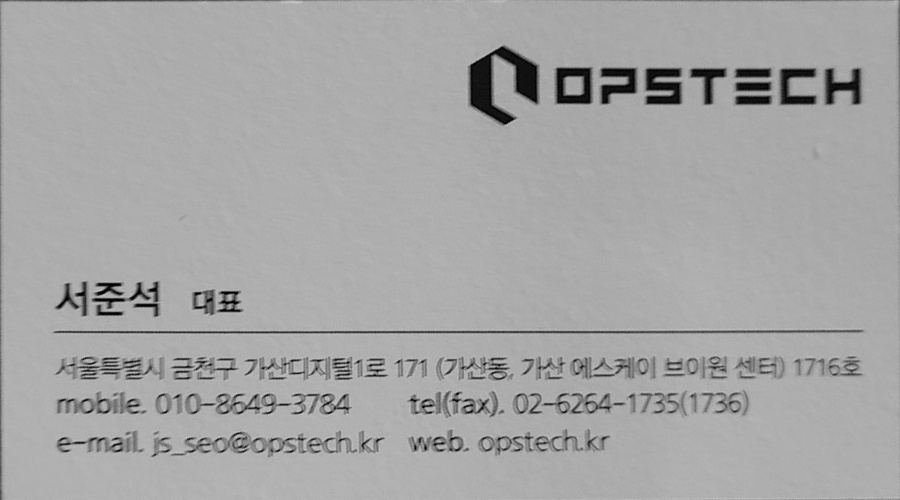 OPSTECH
서준석 대표
서울특별시 금천구 가산디지털1로 171 (가산동, 가산 에스케이 브이원 센터) 1716호
mobile. 010-8649-3784 tel(fax). 02-6264-1735(1736)
e-mail. js_seo@opstech.kr web. opstech.kr